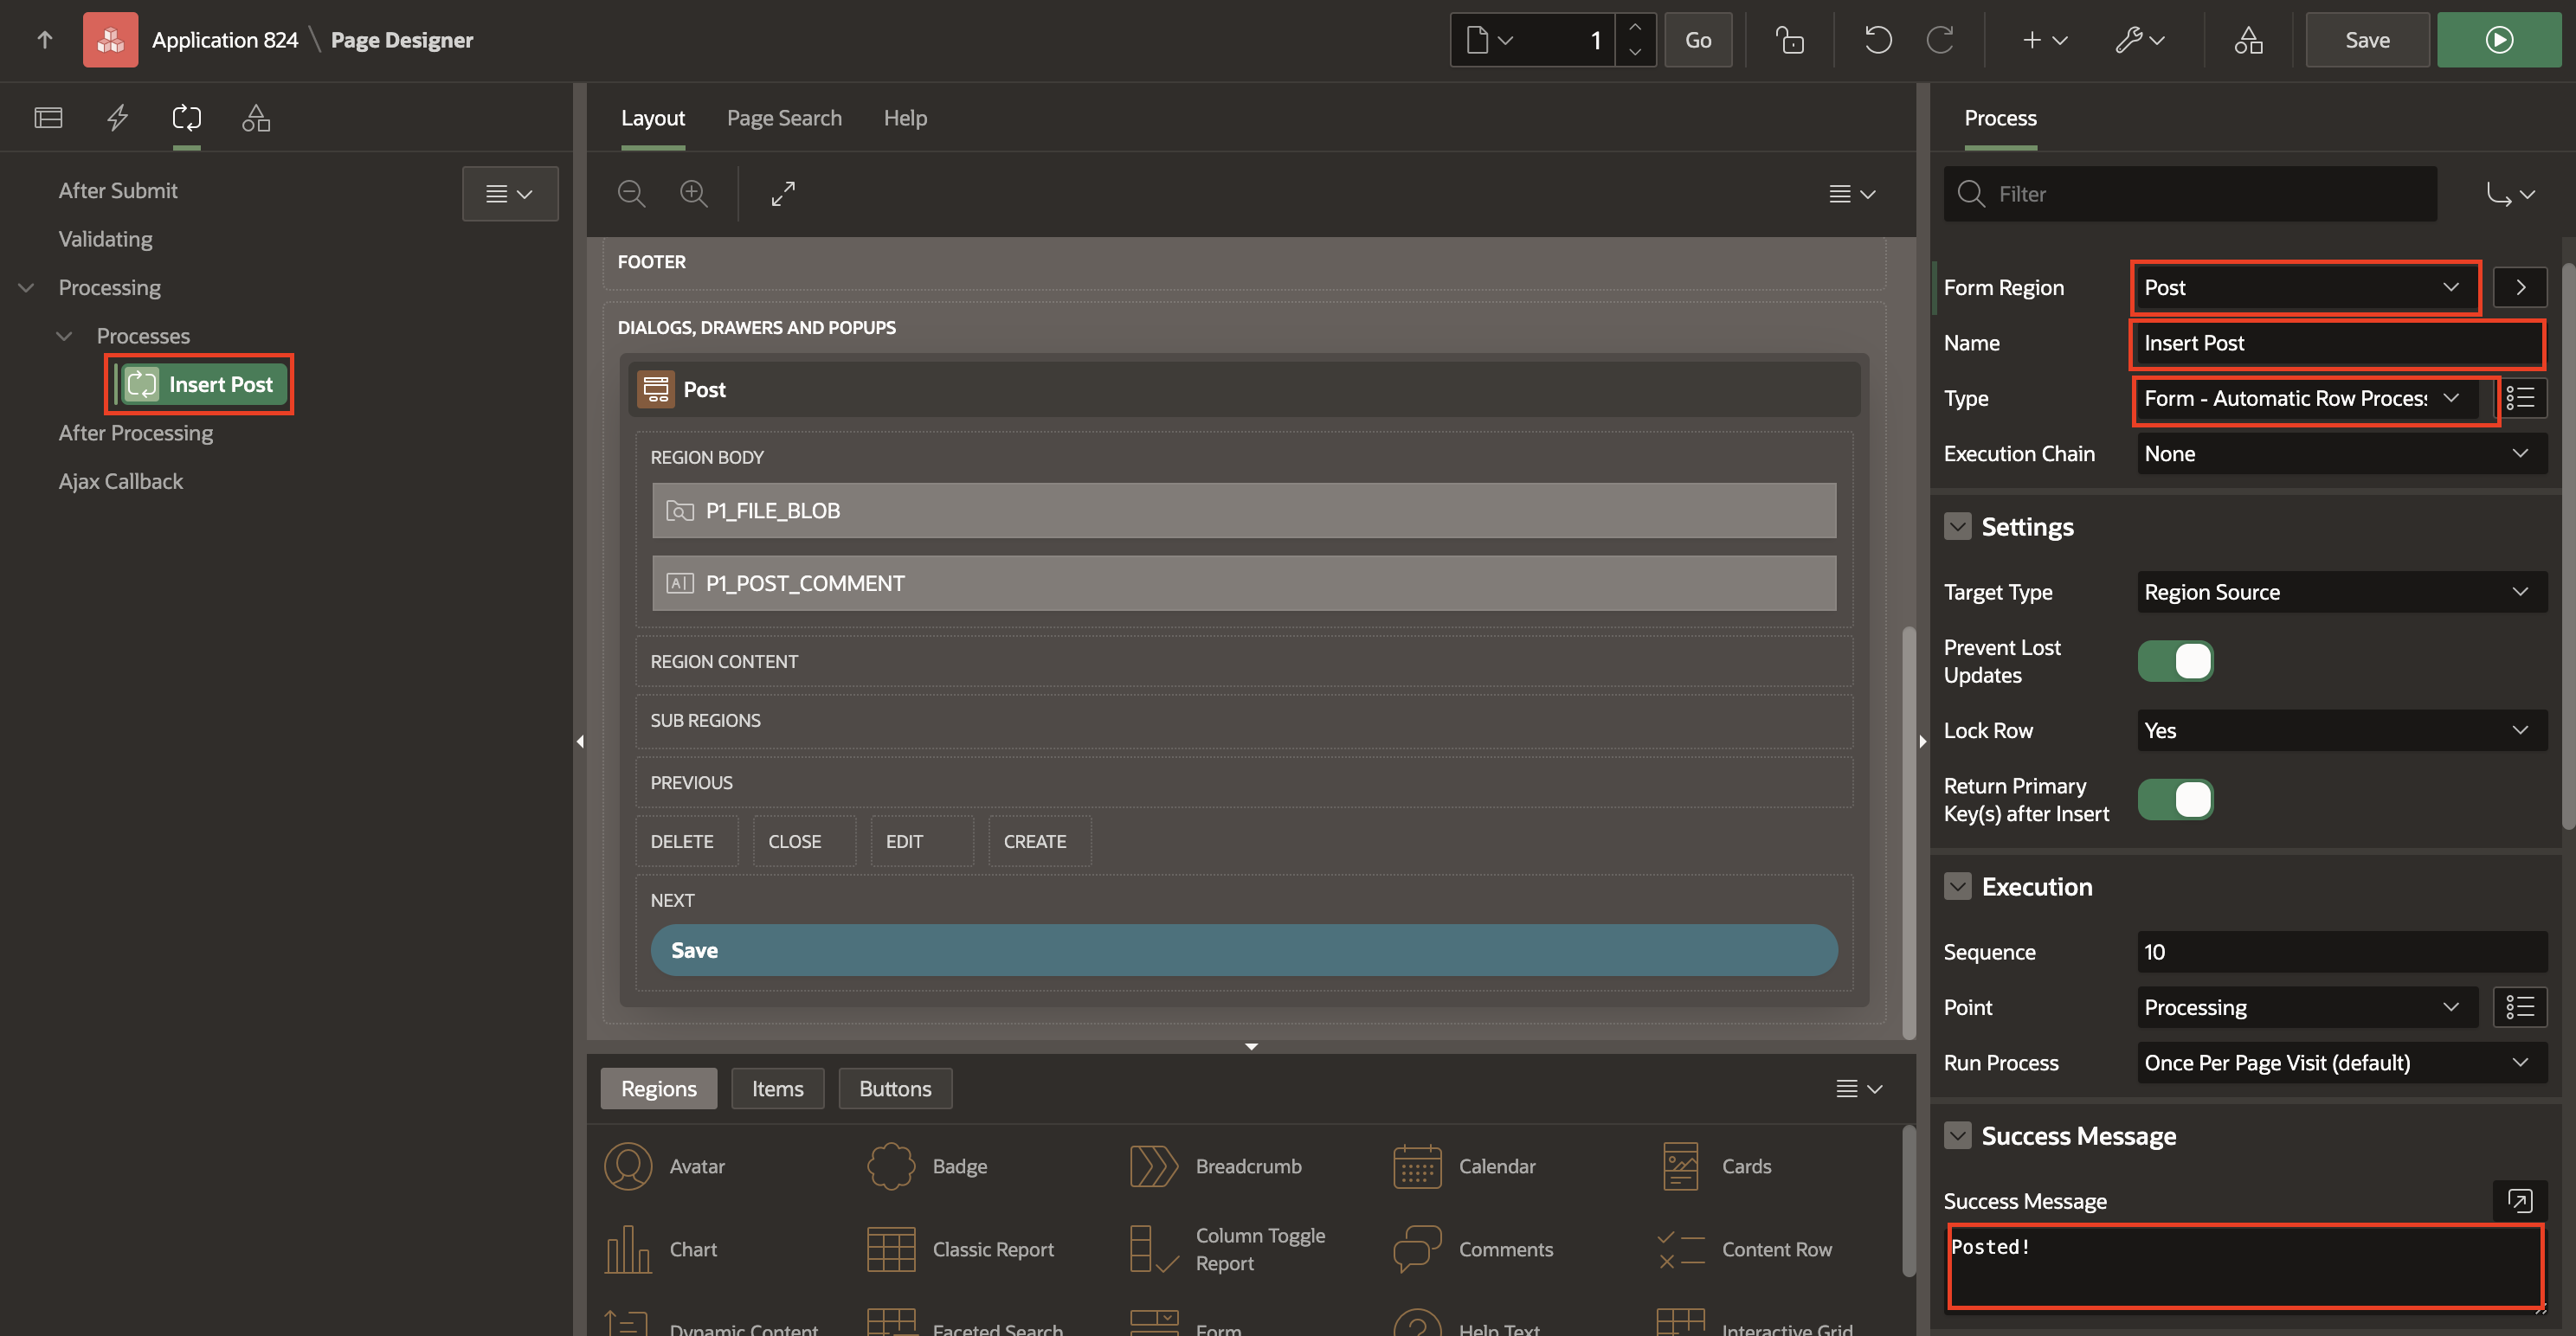 Application 824 \ Page Designer
1
Go
Save
After Submit
Validating
Processing
Processes
Insert Post
After Processing
Ajax Callback
Layout
Page Search
Help
FOOTER
DIALOGS, DRAWERS AND POPUPS
Post
REGION BODY
P1_FILE_BLOB
P1_POST_COMMENT
REGION CONTENT
SUB REGIONS
PREVIOUS
DELETE
CLOSE
EDIT
CREATE
NEXT
Save
Regions
Items
Buttons
Avatar
Badge
Breadcrumb
Calendar
Cards
Chart
Classic Report
Column Toggle
Report
Comments
Content Row
Dynamic Content
Faceted Search
Form
Help Text
Interactive Grid
Process
Filter
Form Region
Post
Name
Insert Post
Type
Form - Automatic Row Process
Execution Chain
None
Settings
Target Type
Region Source
Prevent Lost
Updates
Lock Row
Yes
Return Primary
Key(s) after Insert
Execution
Sequence
10
Point
Processing
Run Process
Once Per Page Visit (default)
Success Message
Success Message
Posted!